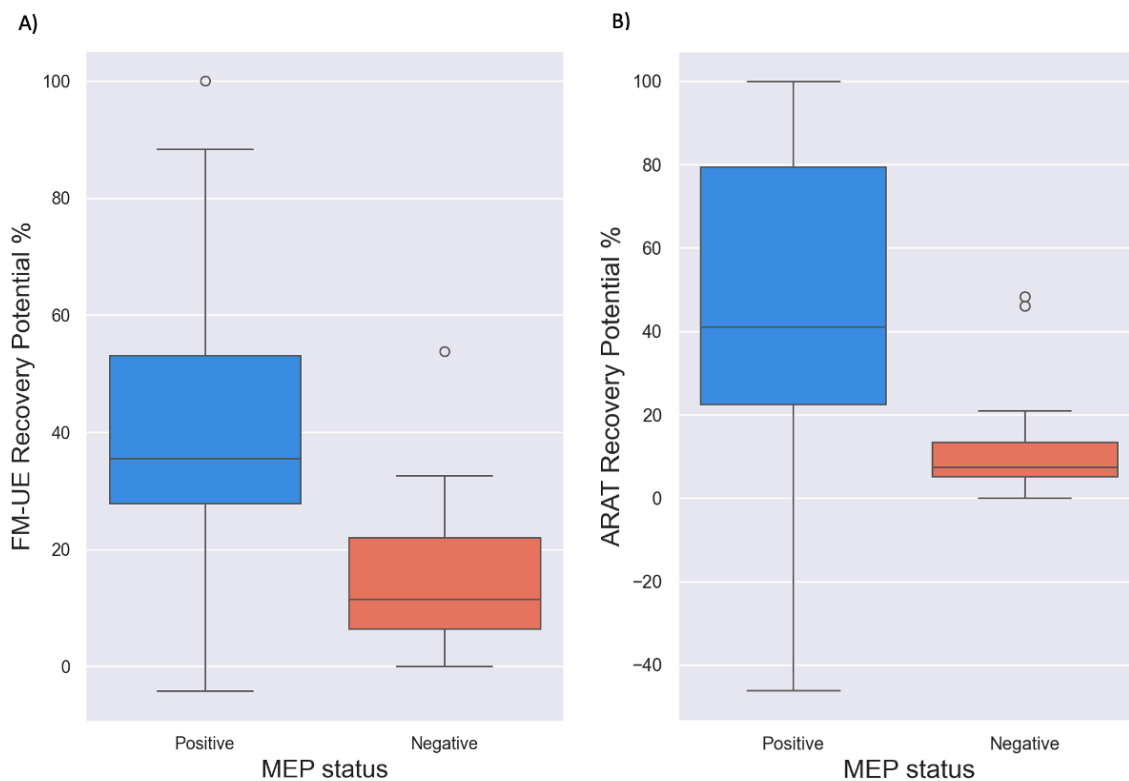 A)
FM-UE Recovery Potential %
100
80
60
40
20
0
Positive
Negative
MEP status
B)
ARAT Recovery Potential %
100
80
60
40
20
0
−20
−40
Positive
Negative
MEP status